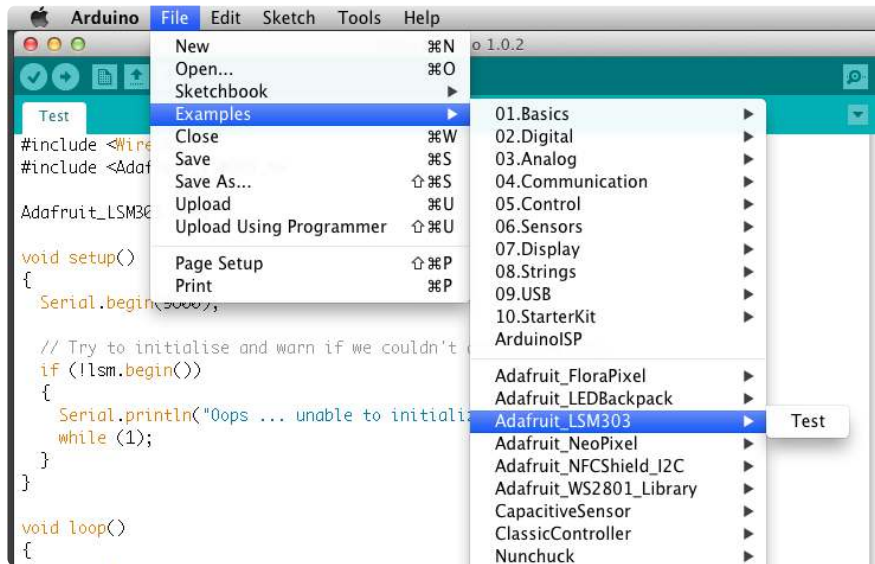 Arduino File Edit Sketch Tools Help
o 1.0.2
New ⌘N
Open... ⌘O
Sketchbook ▶
Examples ▶
Close ⌘W
Save ⌘S
Save As... ⇧⌘S
Upload ⌘U
Upload Using Programmer ⇧⌘U
Page Setup ⇧⌘P
Print ⌘P
01.Basics ▶
02.Digital ▶
03.Analog ▶
04.Communication ▶
05.Control ▶
06.Sensors ▶
07.Display ▶
08.Strings ▶
09.USB ▶
10.StarterKit ▶
ArduinoISP
Adafruit_FloraPixel ▶
Adafruit_LEDBackpack ▶
Adafruit_LSM303 ▶
Adafruit_NeoPixel ▶
Adafruit_NFCShield_I2C ▶
Adafruit_WS2801_Library ▶
CapacitiveSensor ▶
ClassicController ▶
Nunchuck ▶
Test
Test
#include <Wire
#include <Adaf
Adafruit_LSM30
void setup()
{
Serial.begin(9600);
// Try to initialise and warn if we couldn't
if (!lsm.begin())
{
Serial.println("Oops ... unable to initializ
while (1);
}
}
void loop()
{